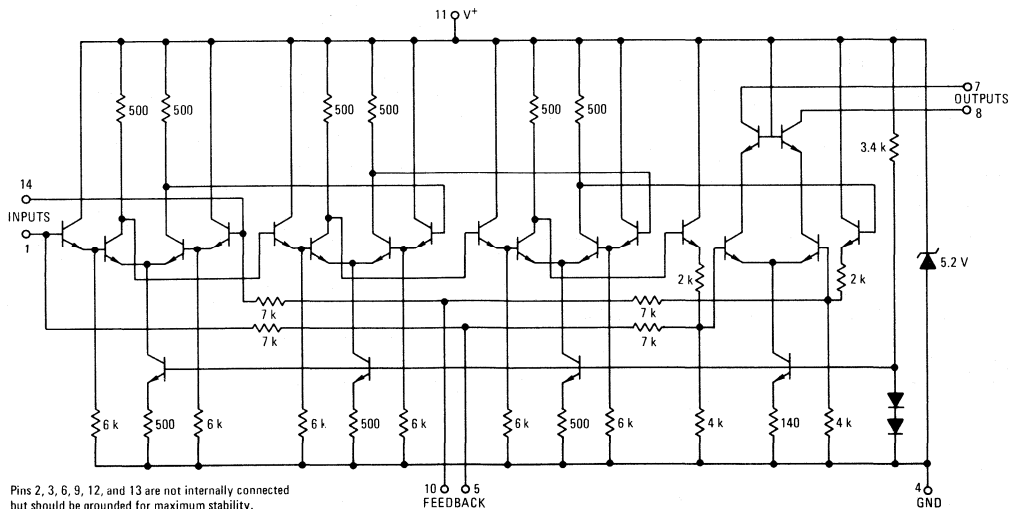 11 V+
500 500 500 500 500 500
7
OUTPUTS
8
3.4 k
14
INPUTS
1
5.2 V
2 k 2 k
7 k 7 k
7 k 7 k
6 k 500 6 k 6 k 500 6 k 6 k 500 6 k 4 k 140 4 k
Pins 2, 3, 6, 9, 12, and 13 are not internally connected
but should be grounded for maximum stability.
10 5
FEEDBACK
4
GND